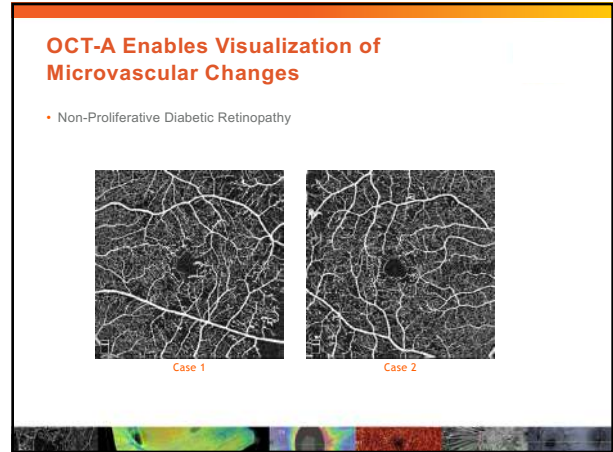 OCT-A Enables Visualization of
Microvascular Changes
• Non-Proliferative Diabetic Retinopathy
Case 1
Case 2